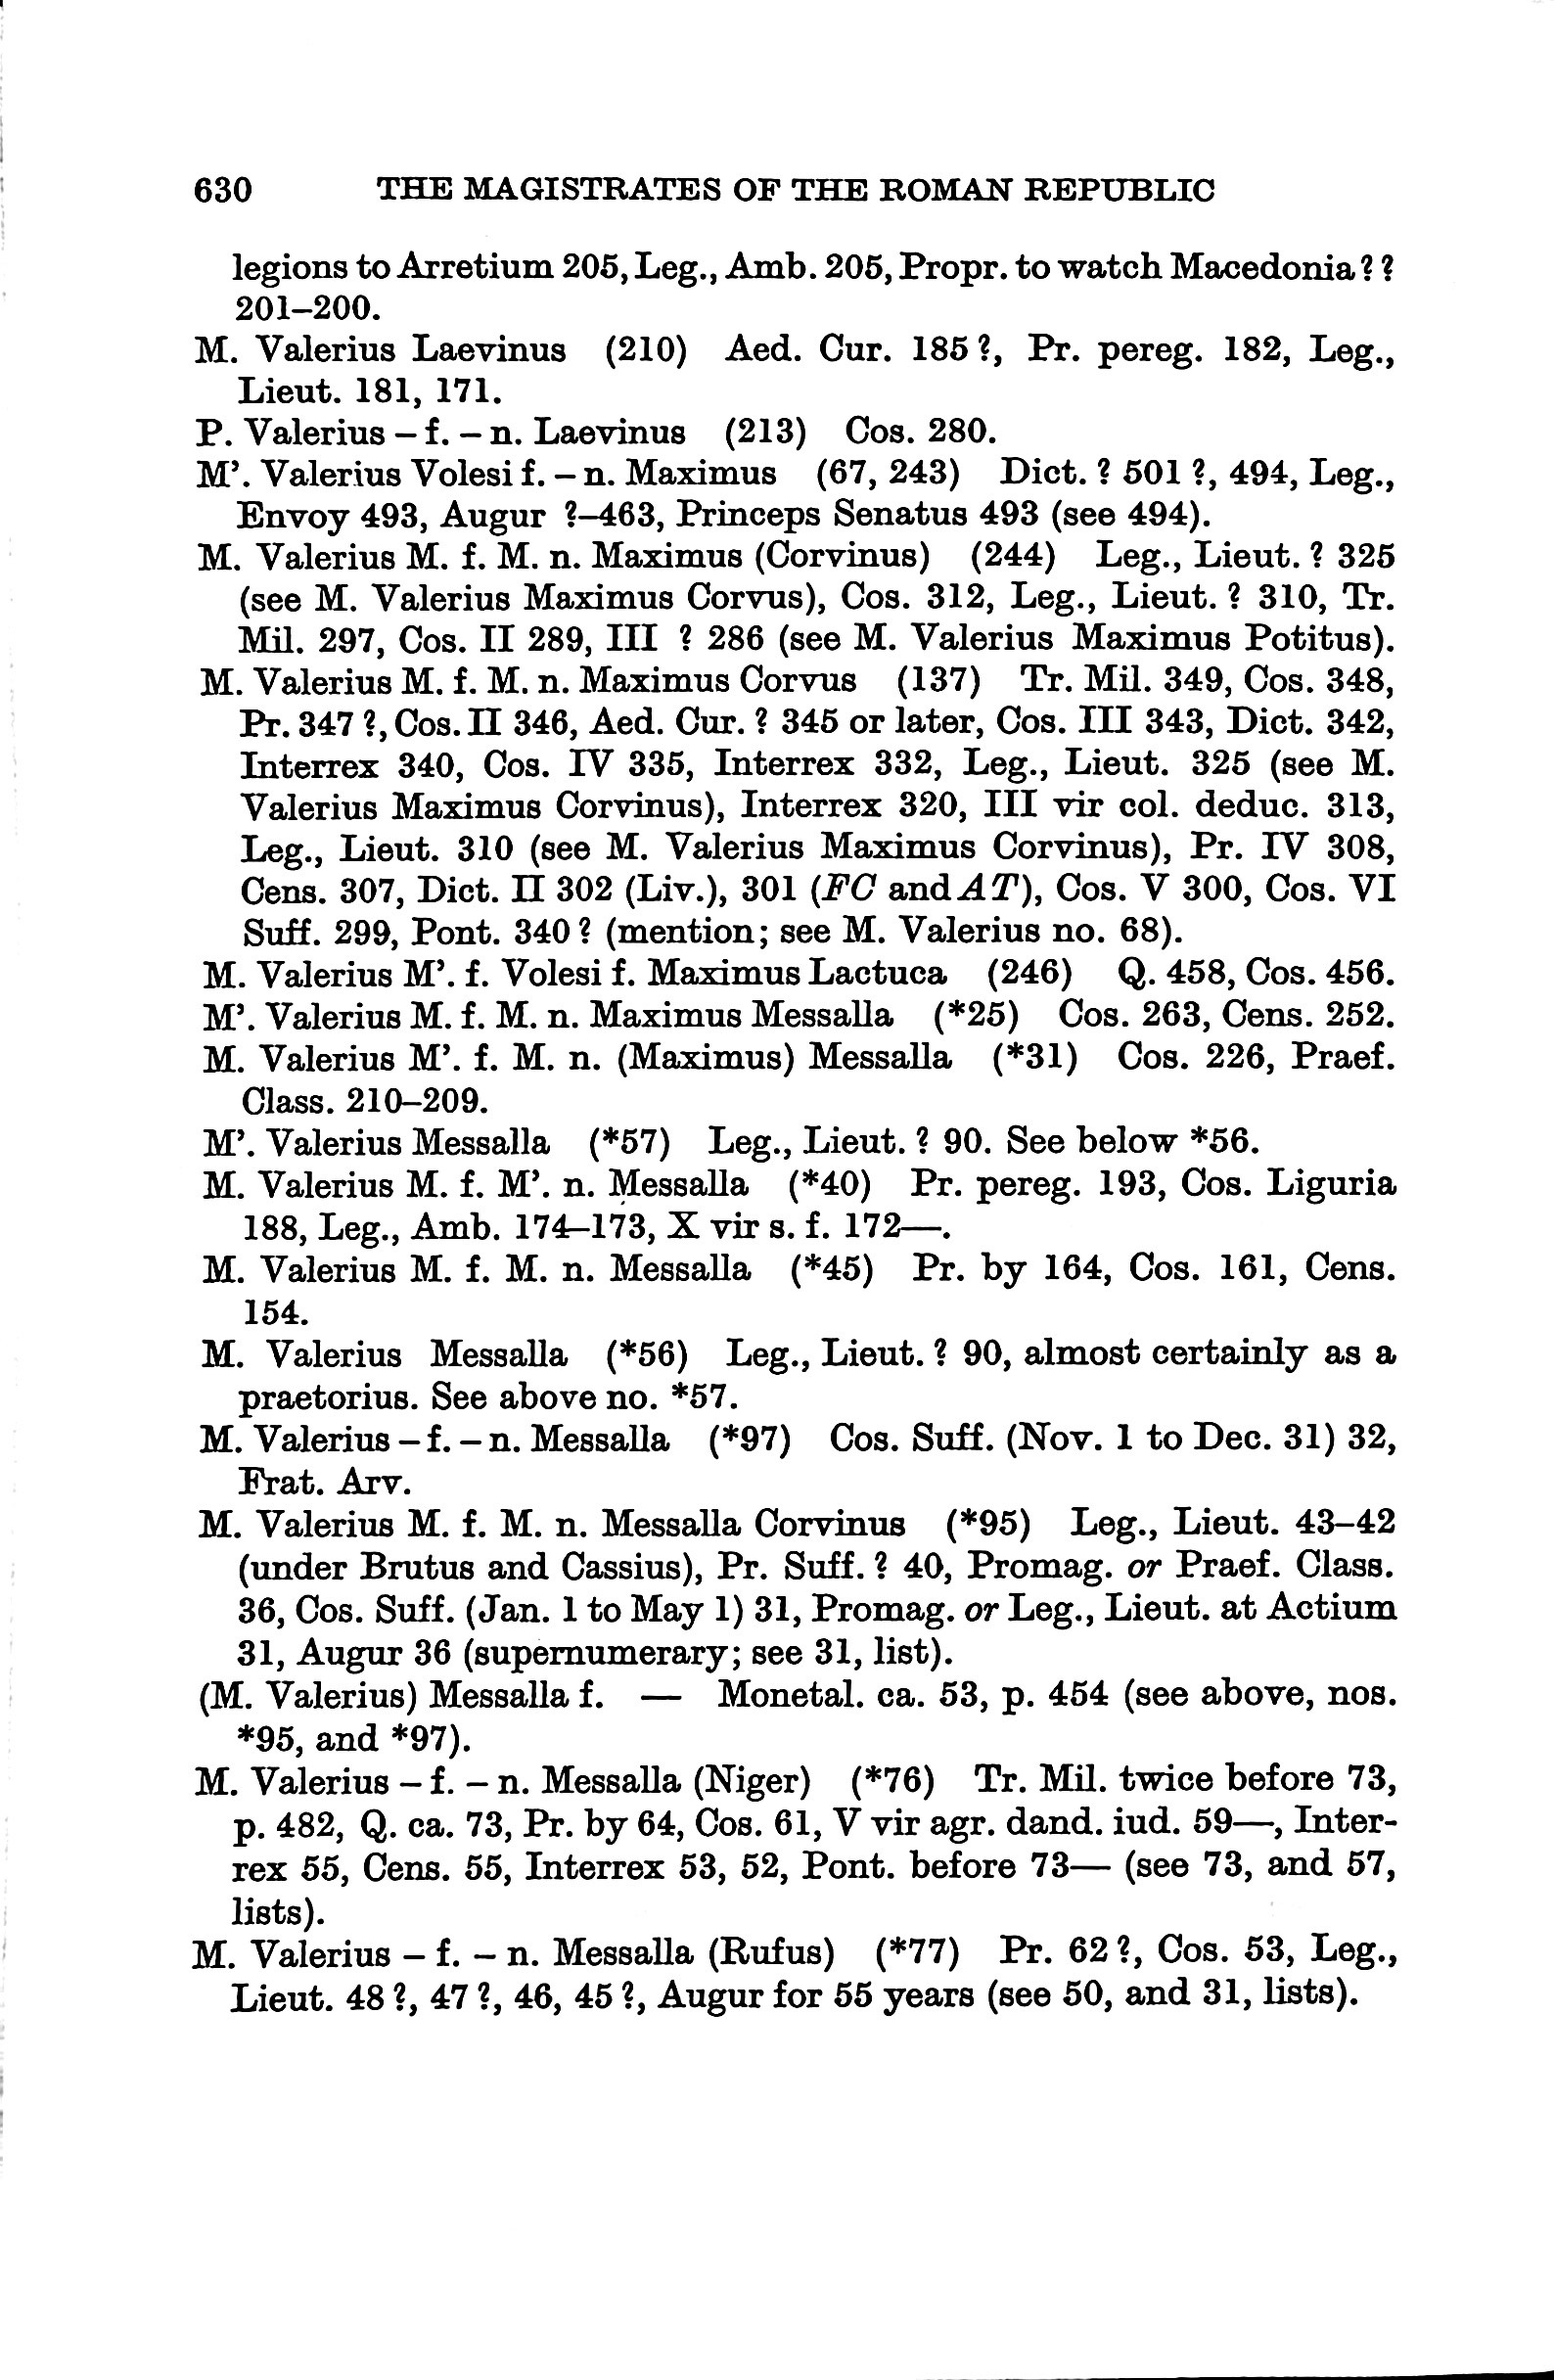 630 THE MAGISTRATES OF THE ROMAN REPUBLIC
legions to Arretium 205, Leg., Amb. 205, Propr. to watch Macedonia ? ?
201–200.
M. Valerius Laevinus (210) Aed. Cur. 185 ?, Pr. pereg. 182, Leg.,
Lieut. 181, 171.
P. Valerius – f. – n. Laevinus (213) Cos. 280.
M’. Valerius Volesi f. – n. Maximus (67, 243) Dict. ? 501 ?, 494, Leg.,
Envoy 493, Augur ?–463, Princeps Senatus 493 (see 494).
M. Valerius M. f. M. n. Maximus (Corvinus) (244) Leg., Lieut. ? 325
(see M. Valerius Maximus Corvus), Cos. 312, Leg., Lieut. ? 310, Tr.
Mil. 297, Cos. II 289, III ? 286 (see M. Valerius Maximus Potitus).
M. Valerius M. f. M. n. Maximus Corvus (137) Tr. Mil. 349, Cos. 348,
Pr. 347 ?, Cos. II 346, Aed. Cur. ? 345 or later, Cos. III 343, Dict. 342,
Interrex 340, Cos. IV 335, Interrex 332, Leg., Lieut. 325 (see M.
Valerius Maximus Corvinus), Interrex 320, III vir col. deduc. 313,
Leg., Lieut. 310 (see M. Valerius Maximus Corvinus), Pr. IV 308,
Cens. 307, Dict. II 302 (Liv.), 301 (FC and AT), Cos. V 300, Cos. VI
Suff. 299, Pont. 340 ? (mention; see M. Valerius no. 68).
M. Valerius M’. f. Volesi f. Maximus Lactuca (246) Q. 458, Cos. 456.
M’. Valerius M. f. M. n. Maximus Messalla (*25) Cos. 263, Cens. 252.
M. Valerius M’. f. M. n. (Maximus) Messalla (*31) Cos. 226, Praef.
Class. 210–209.
M’. Valerius Messalla (*57) Leg., Lieut. ? 90. See below *56.
M. Valerius M. f. M’. n. Messalla (*40) Pr. pereg. 193, Cos. Liguria
188, Leg., Amb. 174–173, X vir s. f. 172—.
M. Valerius M. f. M. n. Messalla (*45) Pr. by 164, Cos. 161, Cens.
154.
M. Valerius Messalla (*56) Leg., Lieut. ? 90, almost certainly as a
praetorius. See above no. *57.
M. Valerius – f. – n. Messalla (*97) Cos. Suff. (Nov. 1 to Dec. 31) 32,
Frat. Arv.
M. Valerius M. f. M. n. Messalla Corvinus (*95) Leg., Lieut. 43–42
(under Brutus and Cassius), Pr. Suff. ? 40, Promag. or Praef. Class.
36, Cos. Suff. (Jan. 1 to May 1) 31, Promag. or Leg., Lieut. at Actium
31, Augur 36 (supernumerary; see 31, list).
(M. Valerius) Messalla f. — Monetal. ca. 53, p. 454 (see above, nos.
*95, and *97).
M. Valerius – f. – n. Messalla (Niger) (*76) Tr. Mil. twice before 73,
p. 482, Q. ca. 73, Pr. by 64, Cos. 61, V vir agr. dand. iud. 59—, Inter-
rex 55, Cens. 55, Interrex 53, 52, Pont. before 73— (see 73, and 57,
lists).
M. Valerius – f. – n. Messalla (Rufus) (*77) Pr. 62 ?, Cos. 53, Leg.,
Lieut. 48 ?, 47 ?, 46, 45 ?, Augur for 55 years (see 50, and 31, lists).